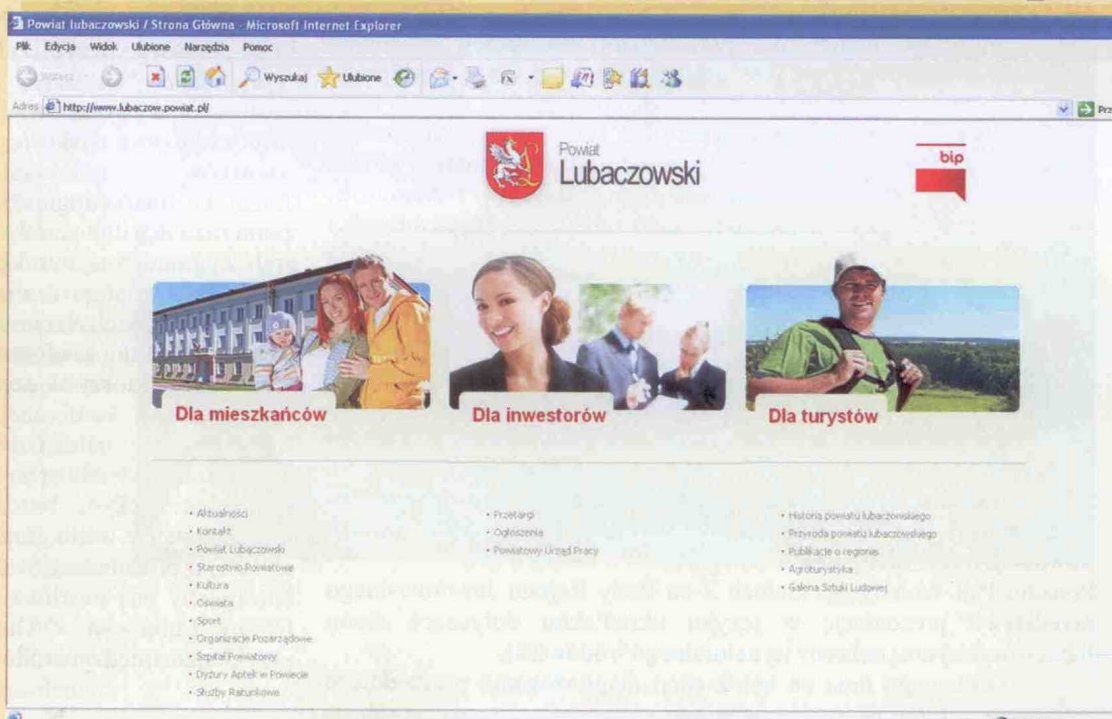 Powiat lubaczowski / Strona Główna - Microsoft Internet Explorer
Plik Edycja Widok Ulubione Narzędzia Pomoc
Wyszukaj Ulubione
Adres http://www.lubaczow.powiat.pl/
Powiat
Lubaczowski
bip
Dla mieszkańców
Dla inwestorów
Dla turystów
• Aktualności
• Kontakt
• Powiat Lubaczowski
• Starostwo Powiatowe
• Kultura
• Oświata
• Sport
• Organizacje Pozarządowe
• Szpital Powiatowy
• Dyżury Aptek w Powiecie
• Służby Ratunkowe
• Przetargi
• Ogłoszenia
• Powiatowy Urząd Pracy
• Historia powiatu lubaczowskiego
• Przyroda powiatu lubaczowskiego
• Publikacje o regionie
• Agroturystyka
• Galeria Sztuki Ludowej